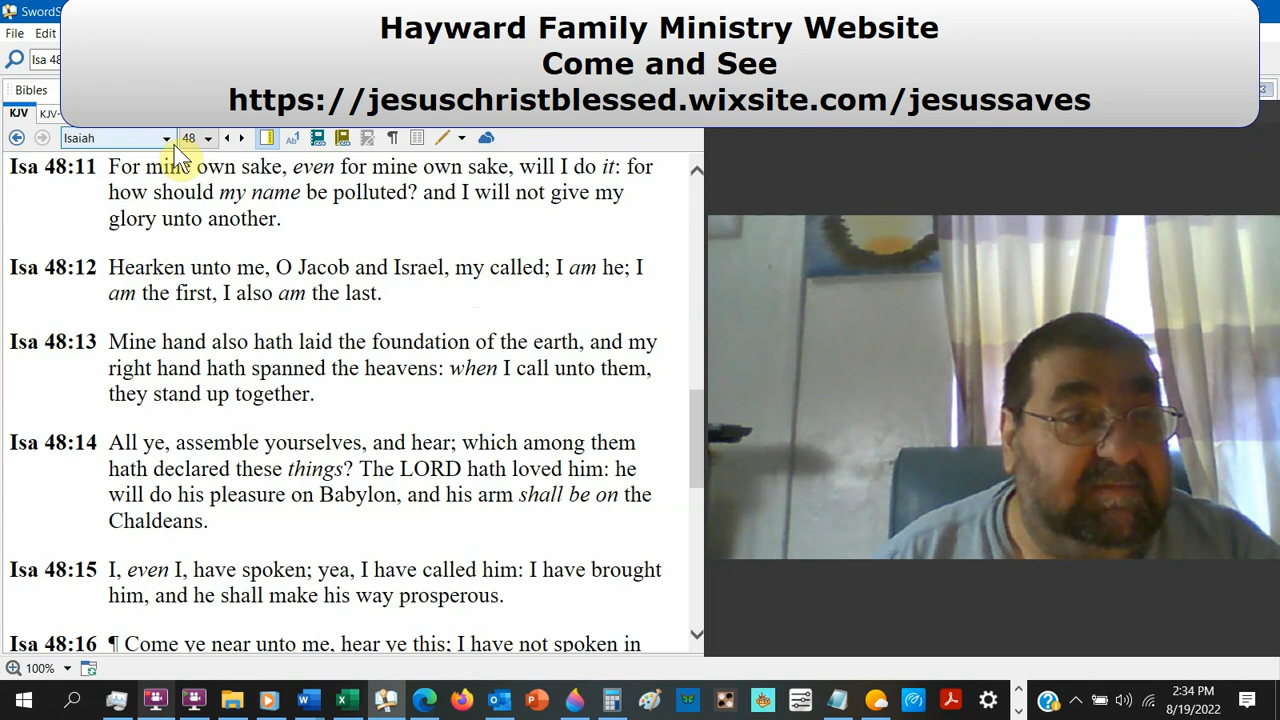 Hayward Family Ministry Website
Come and See
https://jesuschristblessed.wixsite.com/jesussaves
SwordS
File Edit
Isa 48
Bibles
KJV KJV-
Isaiah 48
Isa 48:11 For mine own sake, even for mine own sake, will I do it: for
how should my name be polluted? and I will not give my
glory unto another.
Isa 48:12 Hearken unto me, O Jacob and Israel, my called; I am he; I
am the first, I also am the last.
Isa 48:13 Mine hand also hath laid the foundation of the earth, and my
right hand hath spanned the heavens: when I call unto them,
they stand up together.
Isa 48:14 All ye, assemble yourselves, and hear; which among them
hath declared these things? The LORD hath loved him: he
will do his pleasure on Babylon, and his arm shall be on the
Chaldeans.
Isa 48:15 I, even I, have spoken; yea, I have called him: I have brought
him, and he shall make his way prosperous.
Isa 48:16 ¶ Come ye near unto me, hear ye this; I have not spoken in
100%
2:34 PM
8/19/2022